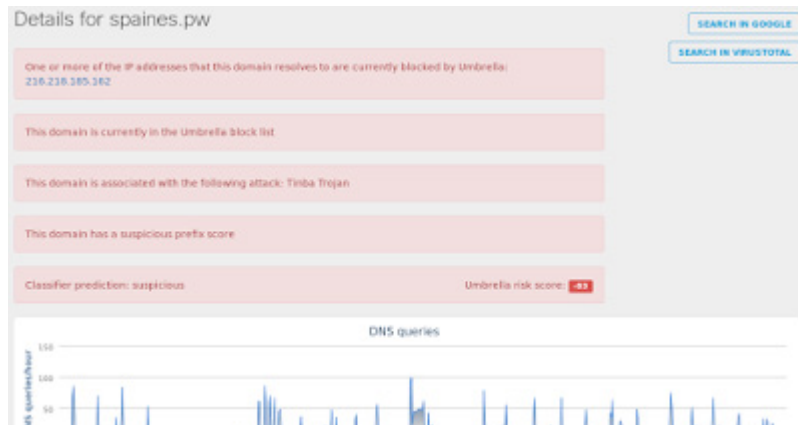 Details for spaines.pw
SEARCH IN GOOGLE
SEARCH IN VIRUSTOTAL
One or more of the IP addresses that this domain resolves to are currently blocked by Umbrella:
216.218.185.162
This domain is currently in the Umbrella block list
This domain is associated with the following attack: Tinba Trojan
This domain has a suspicious prefix score
Classifier prediction: suspicious
Umbrella risk score: -83
DNS queries
150
100
50
queries/hour